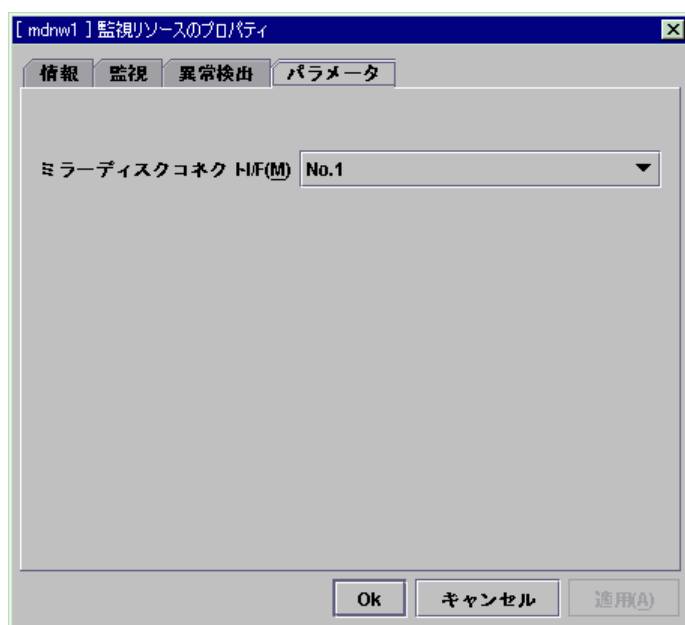 [ mdnw1 ] 監視リソースのプロパティ
情報 監視 異常検出 パラメータ
ミラーディスクコネクトI/F(M) No.1
Ok キャンセル 適用(A)